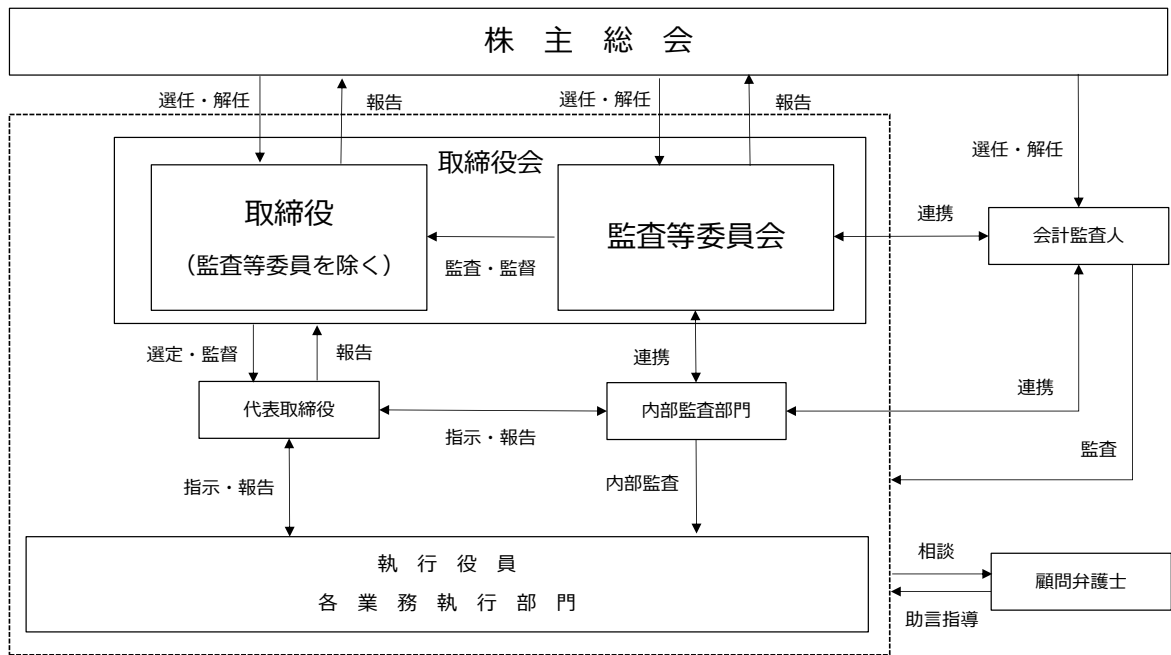 株 主 総 会
選任・解任
報告
選任・解任
報告
選任・解任
取締役会
取締役
（監査等委員を除く）
監査・監督
監査等委員会
連携
会計監査人
選定・監督
報告
連携
代表取締役
指示・報告
内部監査部門
連携
監査
指示・報告
内部監査
執 行 役 員
各 業 務 執 行 部 門
相談
顧問弁護士
助言指導